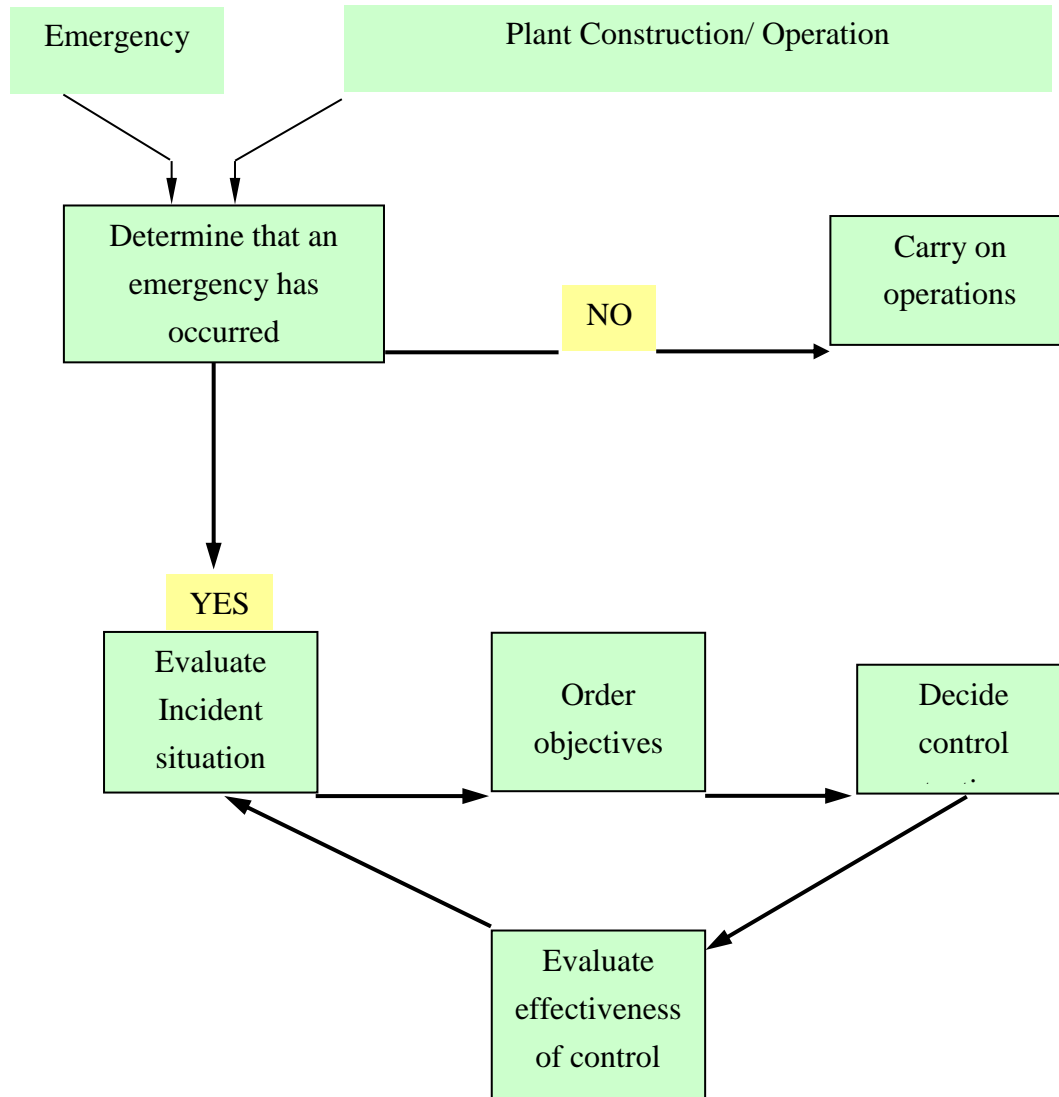 Emergency
Plant Construction/ Operation
Determine that an
emergency has
occurred
Carry on
operations
NO
YES
Evaluate
Incident
situation
Order
objectives
Decide
control
Evaluate
effectiveness
of control